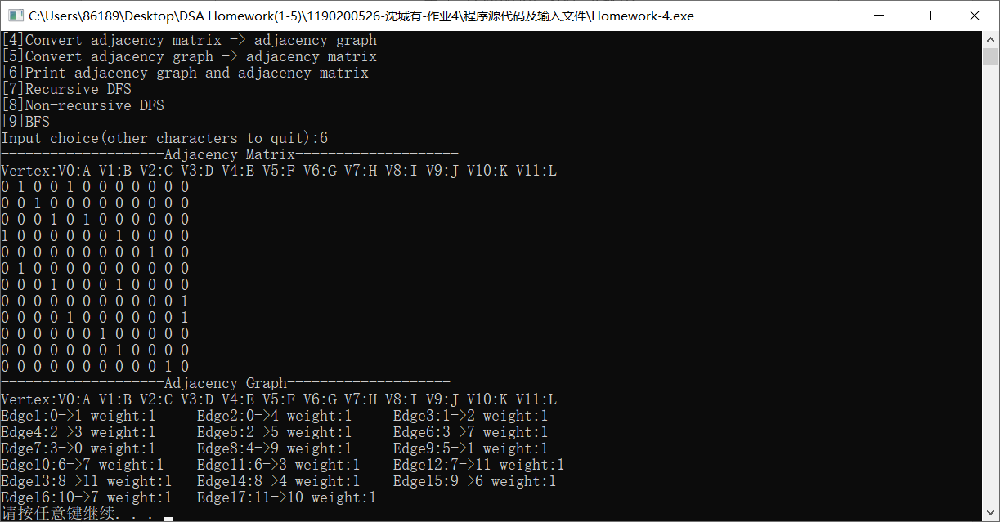 C:\Users\86189\Desktop\DSA Homework(1-5)\1190200526-沈城有-作业4\程序源代码及输入文件\Homework-4.exe
[4]Convert adjacency matrix -> adjacency graph
[5]Convert adjacency graph -> adjacency matrix
[6]Print adjacency graph and adjacency matrix
[7]Recursive DFS
[8]Non-recursive DFS
[9]BFS
Input choice(other characters to quit):6
--------------------Adjacency Matrix--------------------
Vertex:V0:A V1:B V2:C V3:D V4:E V5:F V6:G V7:H V8:I V9:J V10:K V11:L
0 1 0 0 1 0 0 0 0 0 0 0
0 0 1 0 0 0 0 0 0 0 0 0
0 0 0 1 0 1 0 0 0 0 0 0
1 0 0 0 0 0 0 1 0 0 0 0
0 0 0 0 0 0 0 0 0 1 0 0
0 1 0 0 0 0 0 0 0 0 0 0
0 0 0 1 0 0 0 1 0 0 0 0
0 0 0 0 0 0 0 0 0 0 0 1
0 0 0 0 1 0 0 0 0 0 0 1
0 0 0 0 0 0 1 0 0 0 0 0
0 0 0 0 0 0 0 1 0 0 0 0
0 0 0 0 0 0 0 0 0 0 1 0
--------------------Adjacency Graph--------------------
Vertex:V0:A V1:B V2:C V3:D V4:E V5:F V6:G V7:H V8:I V9:J V10:K V11:L
Edge1:0->1 weight:1     Edge2:0->4 weight:1     Edge3:1->2 weight:1
Edge4:2->3 weight:1     Edge5:2->5 weight:1     Edge6:3->7 weight:1
Edge7:3->0 weight:1     Edge8:4->9 weight:1     Edge9:5->1 weight:1
Edge10:6->7 weight:1    Edge11:6->3 weight:1    Edge12:7->11 weight:1
Edge13:8->11 weight:1   Edge14:8->4 weight:1    Edge15:9->6 weight:1
Edge16:10->7 weight:1   Edge17:11->10 weight:1
请按任意键继续. . .